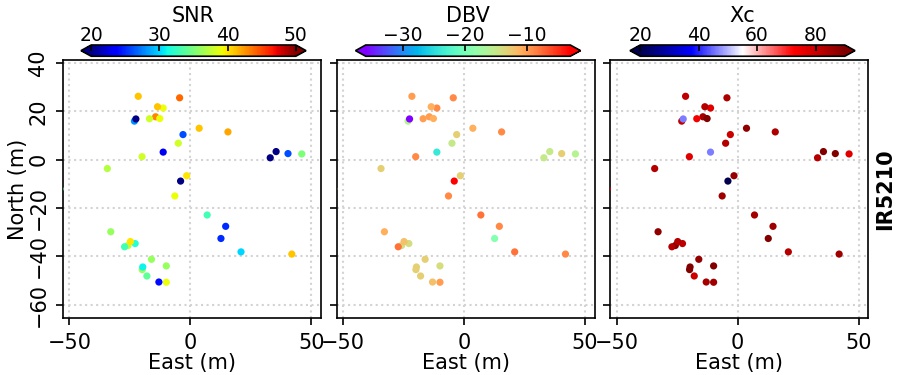 SNR DBV Xc
20 30 40 50 −30 −20 −10 20 40 60 80
40
20
0
−20
−40
−60
North (m)
−50 0 50 −50 0 50 −50 0 50
East (m) East (m) East (m)
IR5210